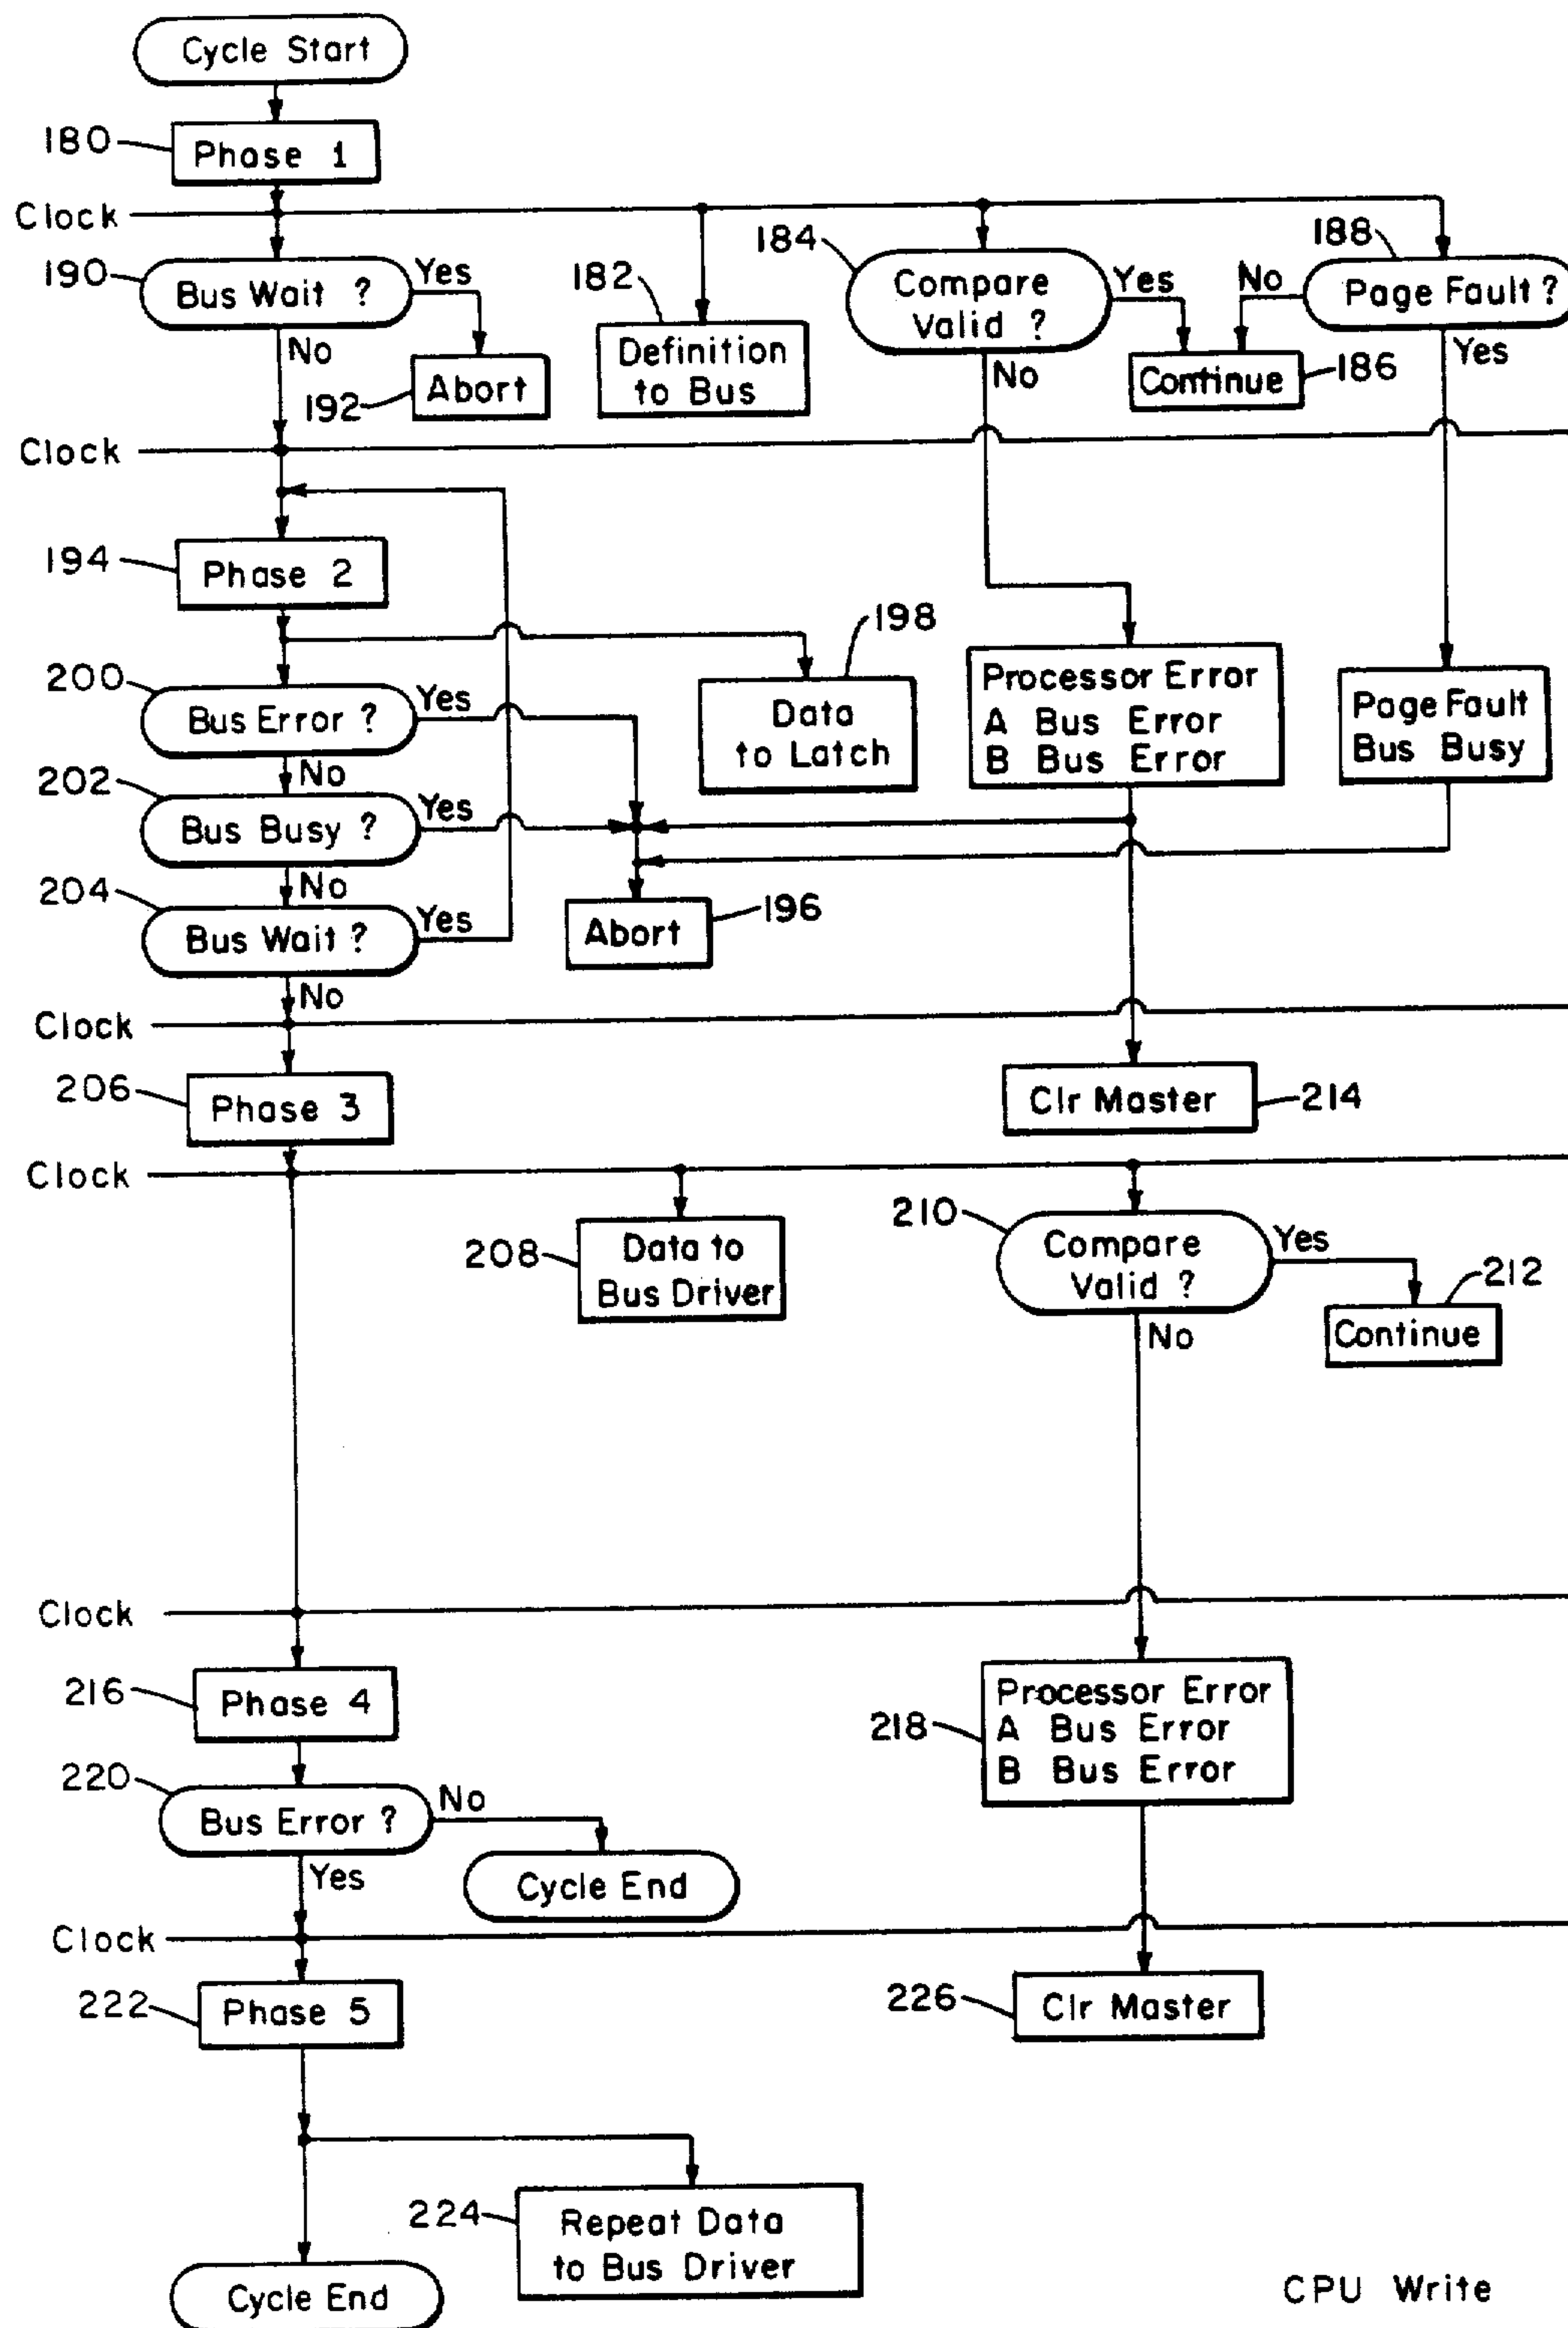 Cycle Start
180
Phase 1
Clock
190
Bus Wait ?
Yes
No
192
Abort
182
Definition
to Bus
184
Compare
Valid ?
Yes
No
188
Page Fault ?
No
Yes
Continue
186
Clock
194
Phase 2
198
Data
to Latch
200
Bus Error ?
Yes
No
202
Bus Busy ?
Yes
No
204
Bus Wait ?
Yes
No
Abort
196
Processor Error
A Bus Error
B Bus Error
Page Fault
Bus Busy
Clock
206
Phase 3
Clr Master
214
Clock
208
Data to
Bus Driver
210
Compare
Valid ?
Yes
No
212
Continue
Clock
216
Phase 4
218
Processor Error
A Bus Error
B Bus Error
220
Bus Error ?
No
Yes
Cycle End
Clock
222
Phase 5
226
Clr Master
224
Repeat Data
to Bus Driver
Cycle End
CPU Write